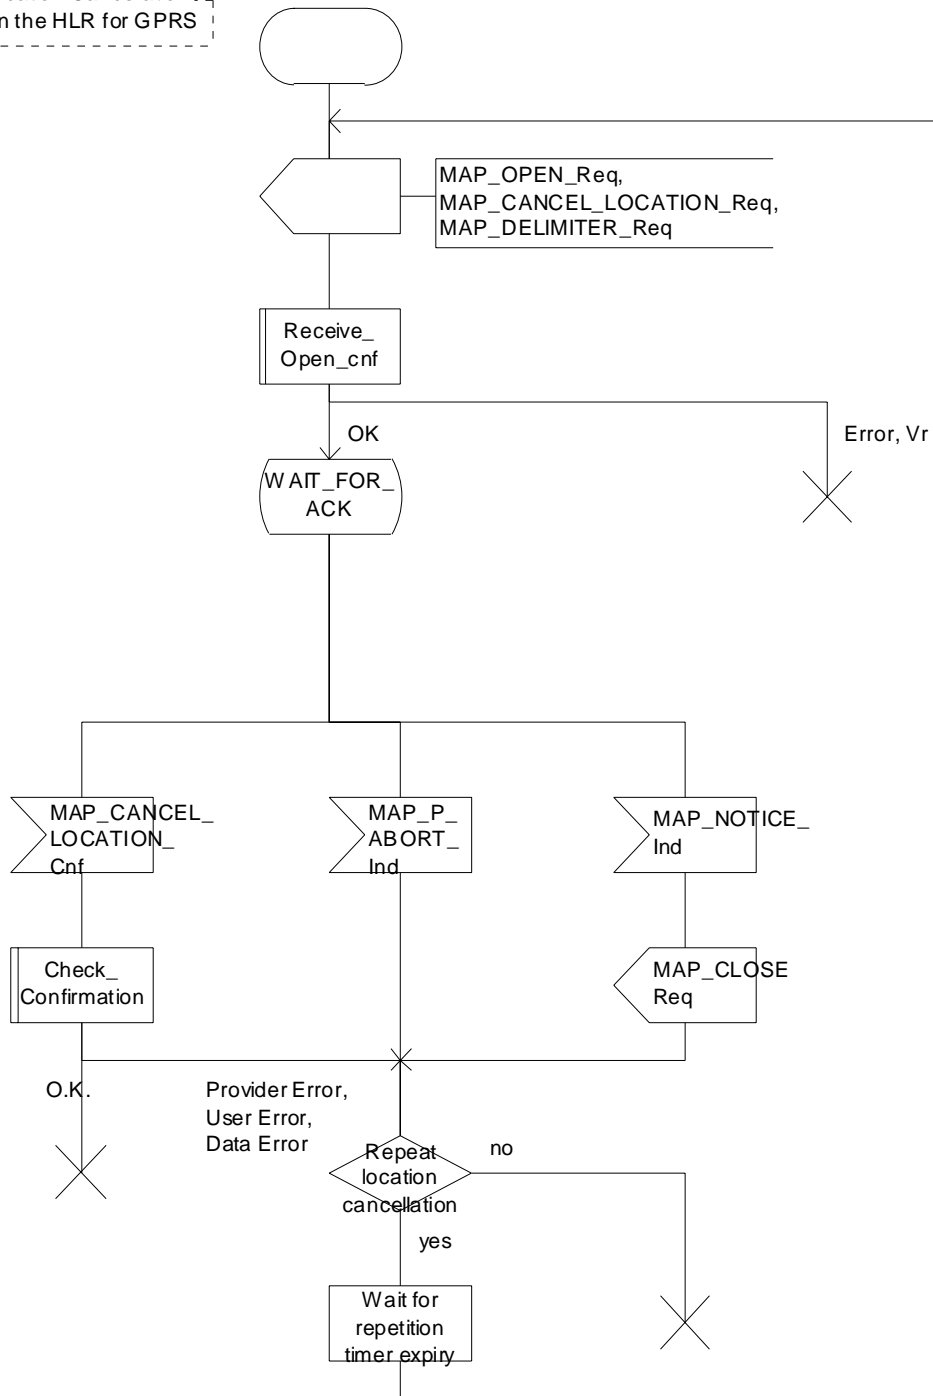 n the HLR for GPRS
MAP_OPEN_Req,
MAP_CANCEL_LOCATION_Req,
MAP_DELIMITER_Req
Receive_
Open_cnf
OK
Error, Vr
WAIT_FOR_
ACK
MAP_CANCEL_
LOCATION_
Cnf
MAP_P_
ABORT_
Ind
MAP_NOTICE_
Ind
Check_
Confirmation
MAP_CLOSE
Req
O.K.
Provider Error,
User Error,
Data Error
Repeat
location
cancellation
no
yes
Wait for
repetition
timer expiry